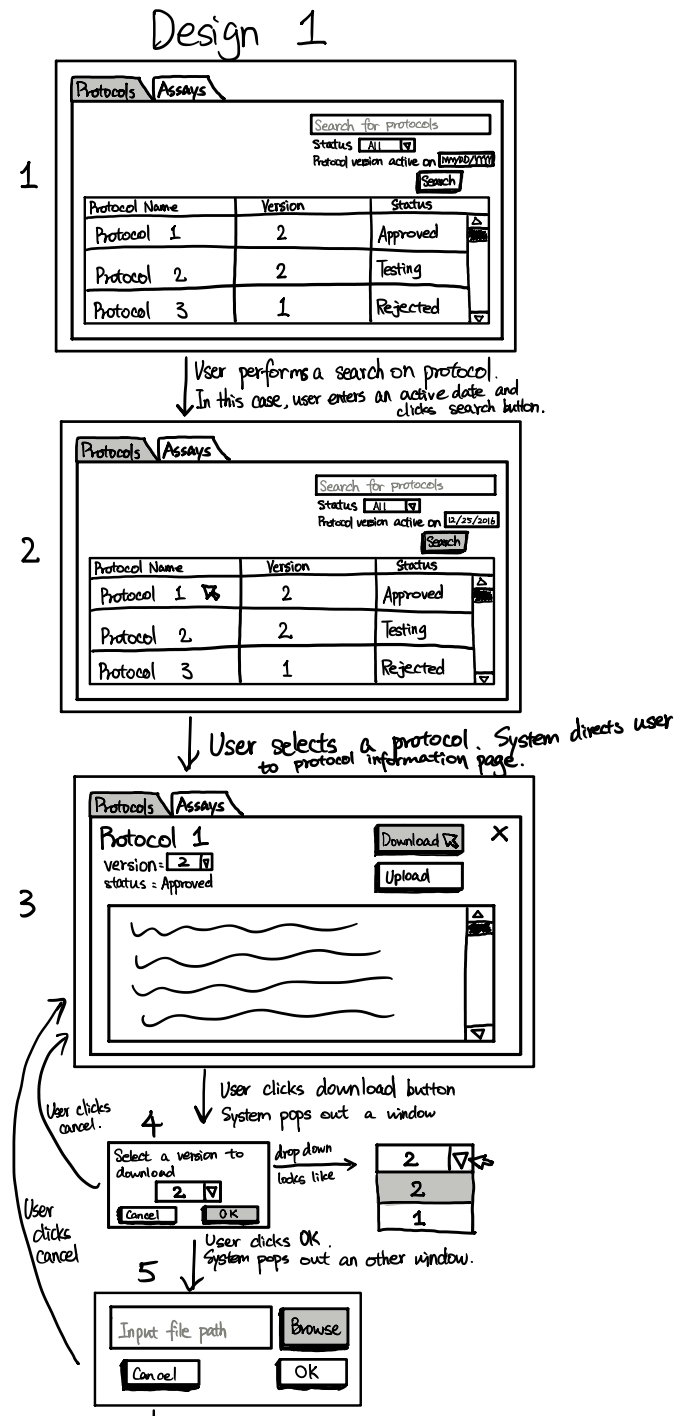 Design 1
1
Protocols Assays
Search for protocols
Status All
Protocol version active on MM/DD/YYYY
Search
Protocol Name Version Status
Protocol 1 2 Approved
Protocol 2 2 Testing
Protocol 3 1 Rejected
User performs a search on protocol.
In this case, user enters an active date and
clicks search button.
2
Protocols Assays
Search for protocols
Status All
Protocol version active on 12/25/2016
Search
Protocol Name Version Status
Protocol 1 2 Approved
Protocol 2 2 Testing
Protocol 3 1 Rejected
User selects a protocol. System directs user
to protocol information page.
3
Protocols Assays
Protocol 1 Download X
version: 2
status = Approved Upload
User clicks download button
System pops out a window
User clicks
cancel.
4
Select a version to
download
2
Cancel OK
drop down
looks like
2
2
1
User clicks OK.
System pops out an other window.
User
clicks
cancel
5
Input file path Browse
Cancel OK